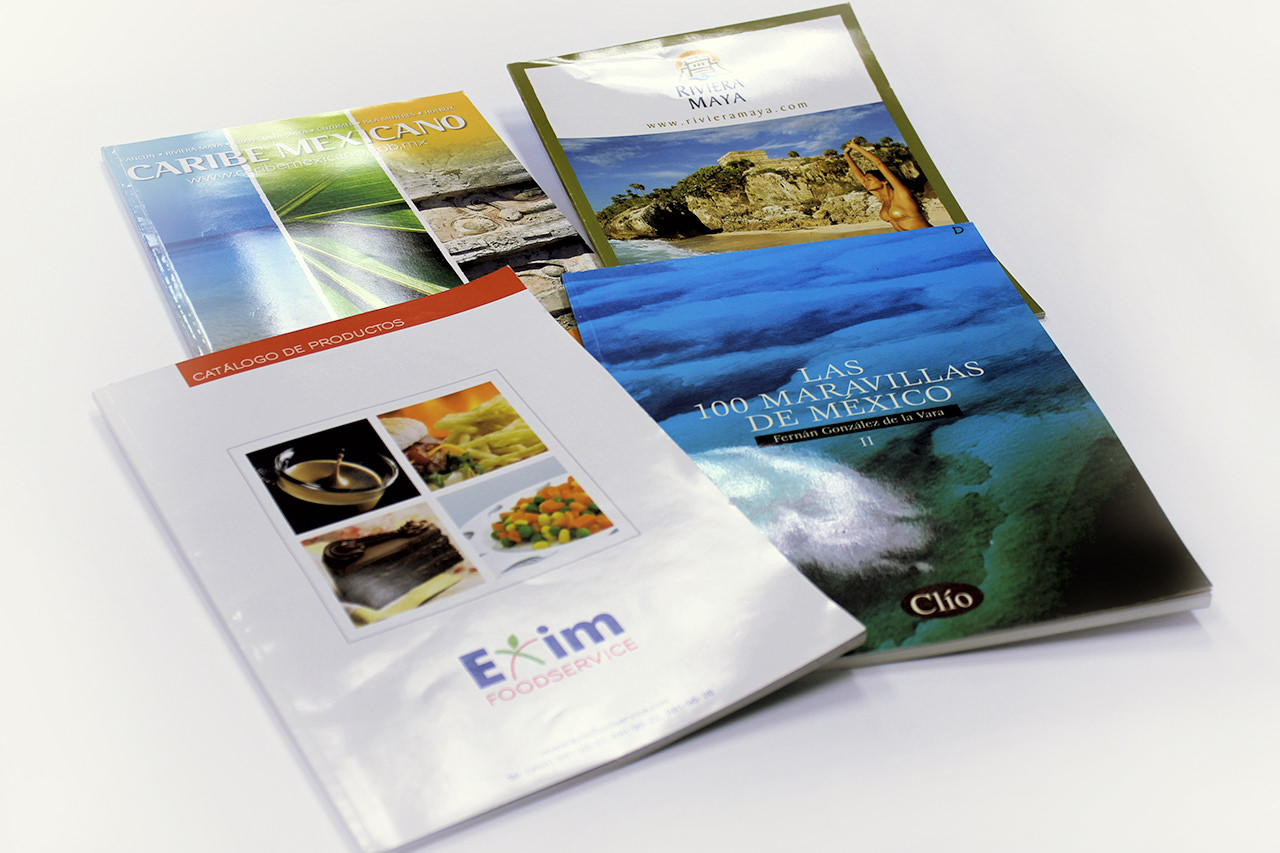 CARIBE MEXICANO
RIVIERA
MAYA
www.rivieramaya.com
CATÁLOGO DE PRODUCTOS
Exim
FOODSERVICE
D
LAS
100 MARAVILLAS
DE MÉXICO
Fernán González de la Vara
II
Clío